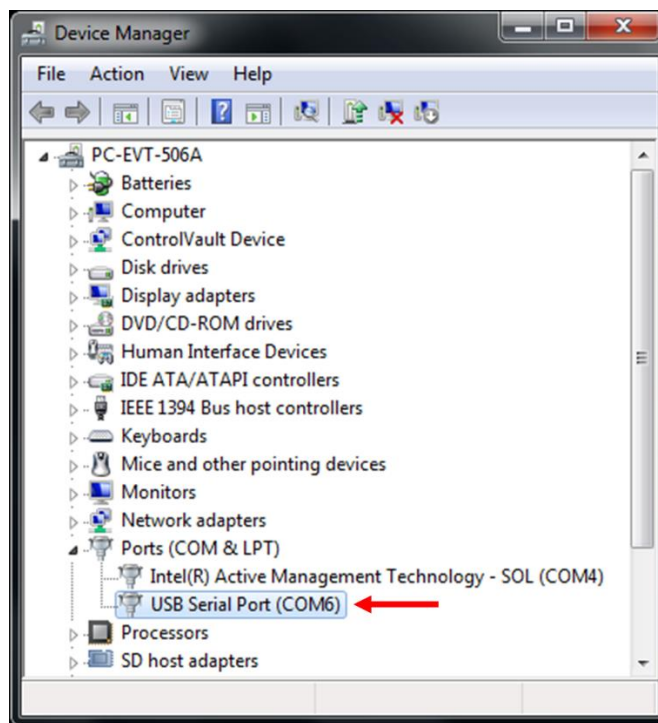 Device Manager
File Action View Help
PC-EVT-506A
Batteries
Computer
ControlVault Device
Disk drives
Display adapters
DVD/CD-ROM drives
Human Interface Devices
IDE ATA/ATAPI controllers
IEEE 1394 Bus host controllers
Keyboards
Mice and other pointing devices
Monitors
Network adapters
Ports (COM & LPT)
Intel(R) Active Management Technology - SOL (COM4)
USB Serial Port (COM6)
Processors
SD host adapters